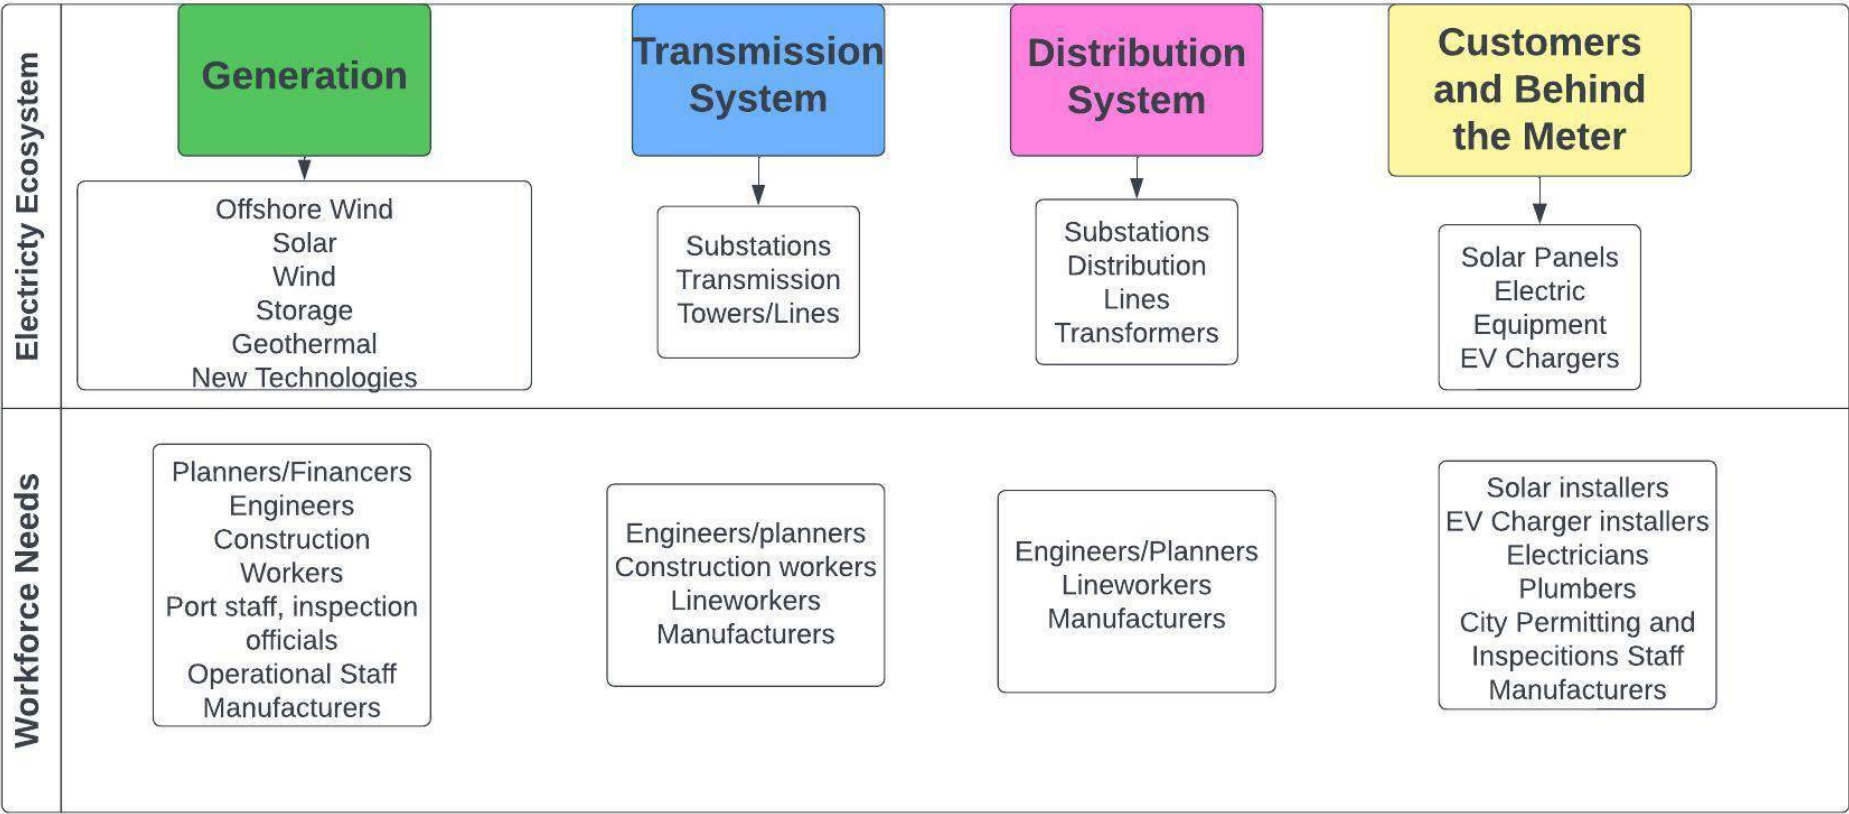 Electricty Ecosystem
Generation
Offshore Wind
Solar
Wind
Storage
Geothermal
New Technologies
Transmission
System
Substations
Transmission
Towers/Lines
Distribution
System
Substations
Distribution
Lines
Transformers
Customers
and Behind
the Meter
Solar Panels
Electric
Equipment
EV Chargers
Workforce Needs
Planners/Financers
Engineers
Construction
Workers
Port staff, inspection
officials
Operational Staff
Manufacturers
Engineers/planners
Construction workers
Lineworkers
Manufacturers
Engineers/Planners
Lineworkers
Manufacturers
Solar installers
EV Charger installers
Electricians
Plumbers
City Permitting and
Inspecitions Staff
Manufacturers